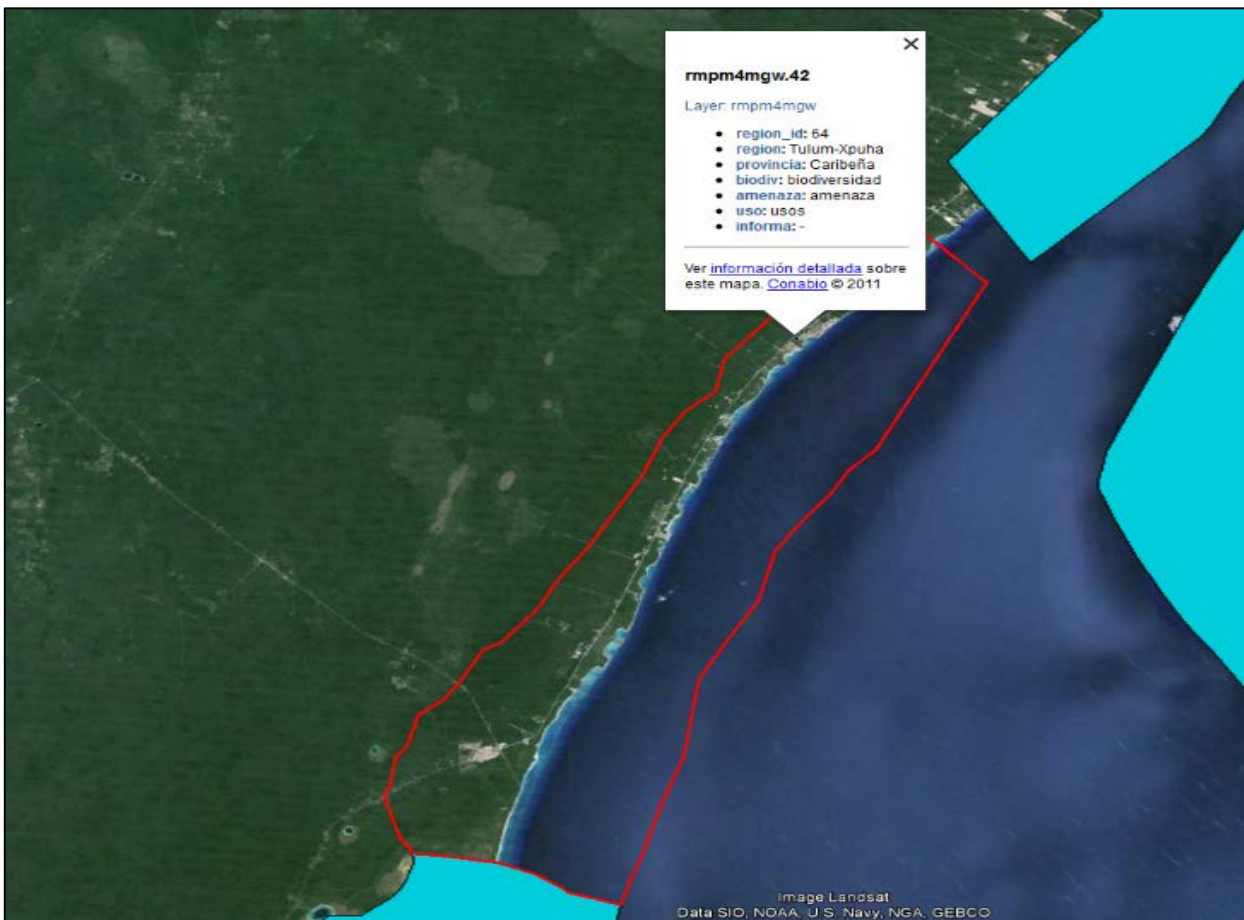 rmpm4mgw.42
Layer: rmpm4mgw
region_id: 64
region: Tulum-Xpuha
provincia: Caribeña
biodiv: biodiversidad
amenaza: amenaza
uso: usos
informa: -
Ver información detallada sobre
este mapa. Conabio © 2011
Image Landsat
Data SIO, NOAA, U.S. Navy, NGA, GEBCO